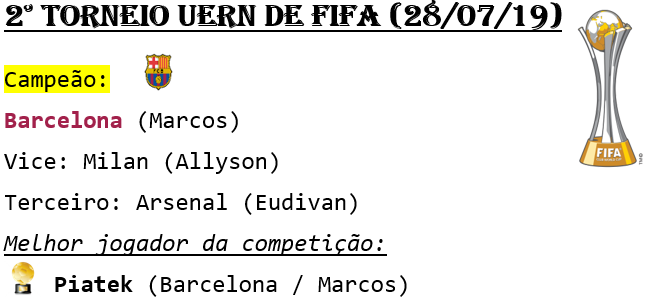 2º TORNEIO UERN DE FIFA (28/07/19)
Campeão:
Barcelona (Marcos)
Vice: Milan (Allyson)
Terceiro: Arsenal (Eudivan)
Melhor jogador da competição:
Piatek (Barcelona / Marcos)
FIFA